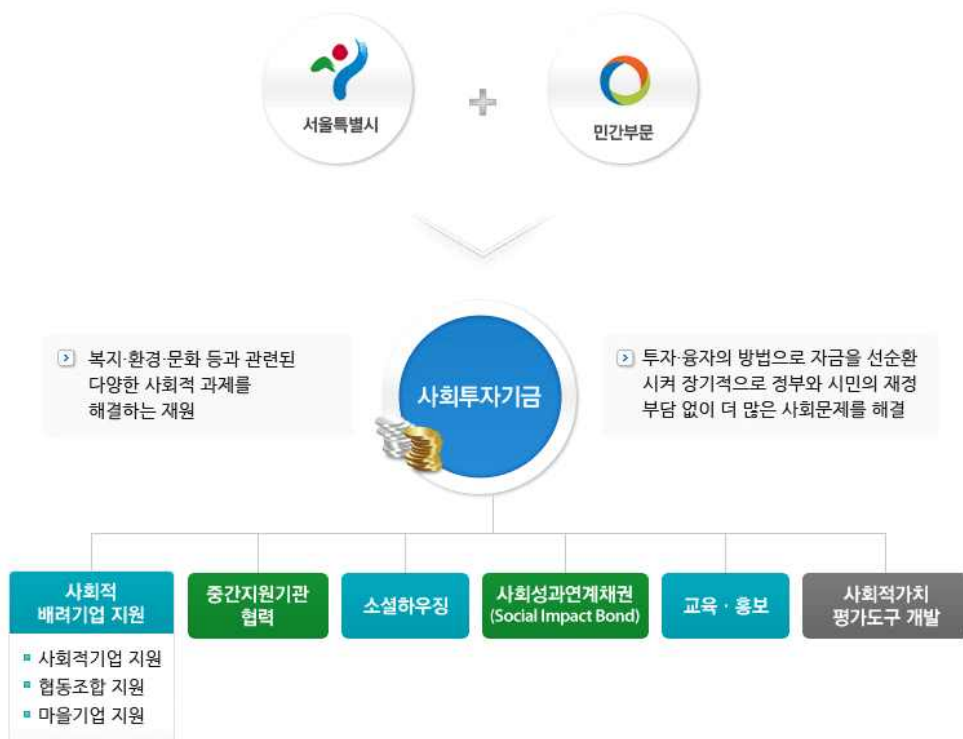 서울특별시
민간부문
복지·환경·문화 등과 관련된
다양한 사회적 과제를
해결하는 재원
사회투자기금
투자·융자의 방법으로 자금을 선순환
시켜 장기적으로 정부와 시민의 재정
부담 없이 더 많은 사회문제를 해결
사회적
배려기업 지원
사회적기업 지원
협동조합 지원
마을기업 지원
중간지원기관
협력
소셜하우징
사회성과연계채권
(Social Impact Bond)
교육·홍보
사회적가치
평가도구 개발